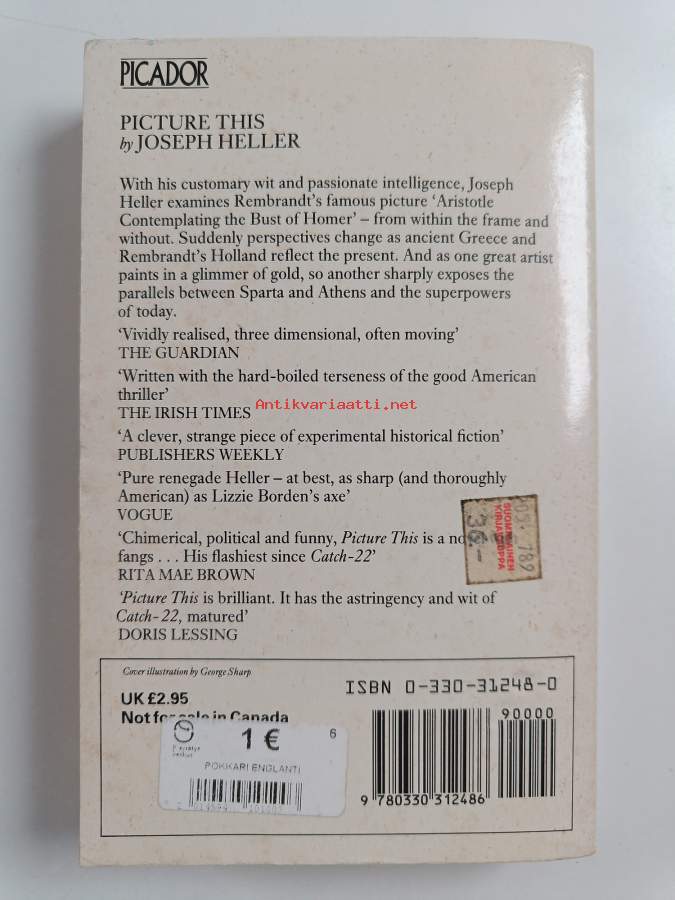 PICADOR
PICTURE THIS
by JOSEPH HELLER
With his customary wit and passionate intelligence, Joseph
Heller examines Rembrandt's famous picture ‘Aristotle
Contemplating the Bust of Homer’ – from within the frame and
without. Suddenly perspectives change as ancient Greece and
Rembrandt's Holland reflect the present. And as one great artist
paints in a glimmer of gold, so another sharply exposes the
parallels between Sparta and Athens and the superpowers
of today.
‘Vividly realised, three dimensional, often moving’
THE GUARDIAN
‘Written with the hard-boiled terseness of the good American
thriller’
THE IRISH TIMES
Antikvariaatti.net
‘A clever, strange piece of experimental historical fiction’
PUBLISHERS WEEKLY
‘Pure renegade Heller – at best, as sharp (and thoroughly
American) as Lizzie Borden's axe’
VOGUE
‘Chimerical, political and funny, Picture This is a no
fangs . . . His flashiest since Catch-22’
RITA MAE BROWN
‘Picture This is brilliant. It has the astringency and wit of
Catch-22, matured’
DORIS LESSING
SUOMALAINEN
KIRJAKAUPPA
36.-
Cover illustration by George Sharp
ISBN 0-330-31248-0
UK £2.95
Not for sale in Canada
90000
1 €
6
POKKARI ENGLANTI
9 780330 312486